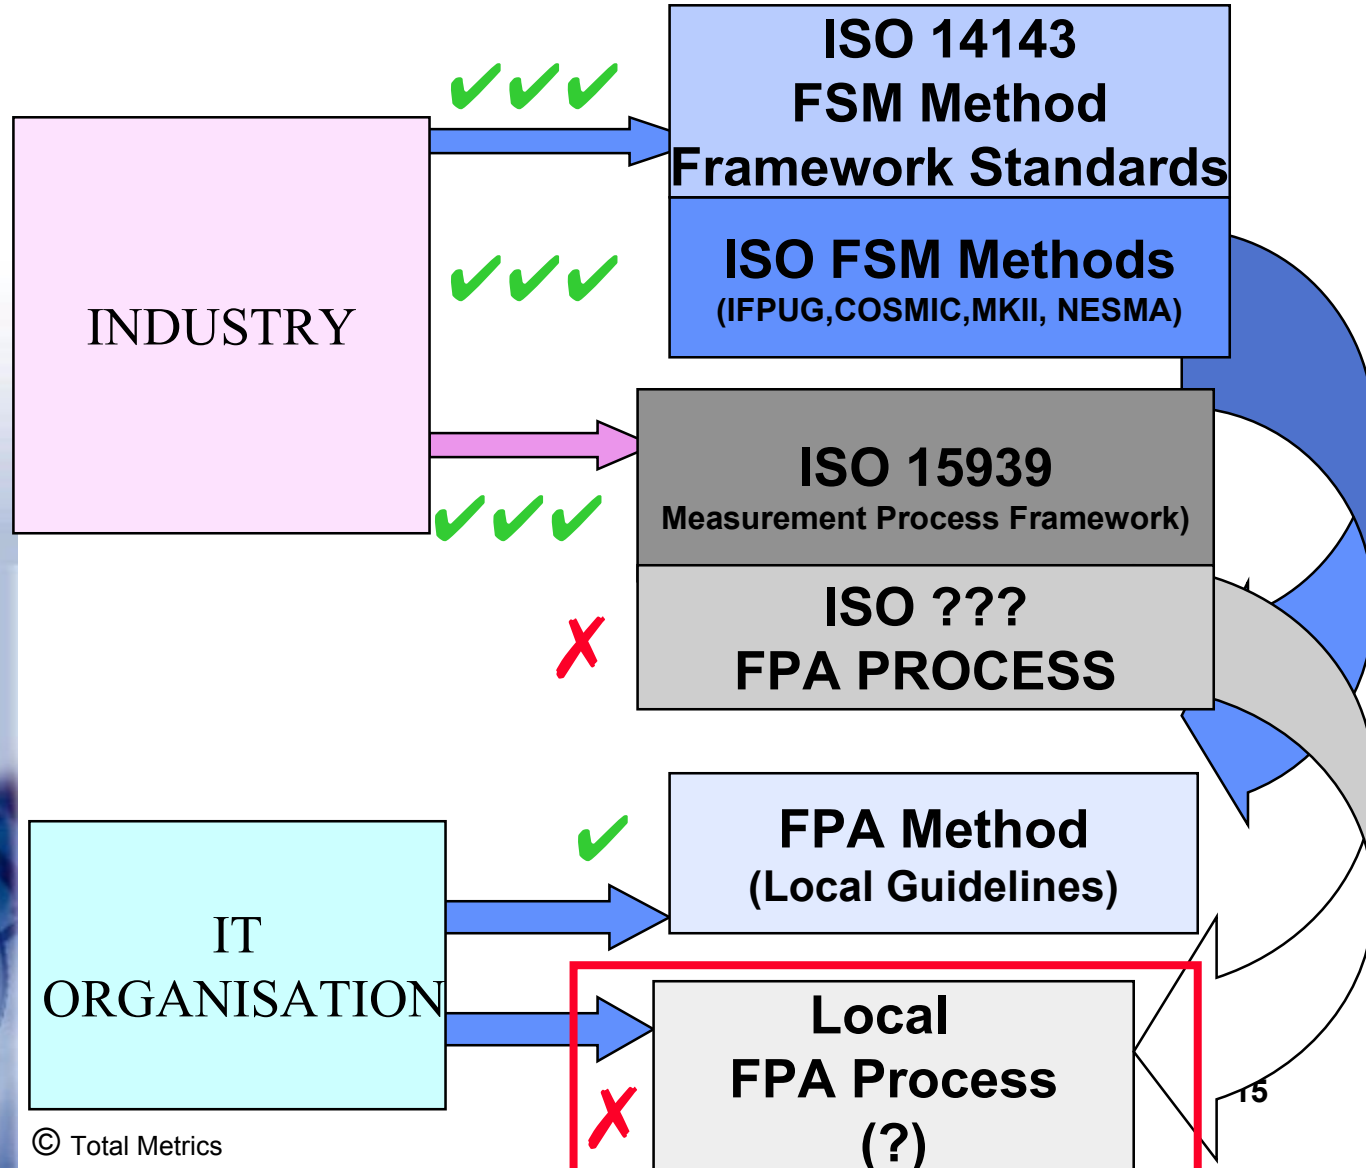 ISO 14143
FSM Method
Framework Standards
INDUSTRY
ISO FSM Methods
(IFPUG,COSMIC,MKII, NESMA)
ISO 15939
Measurement Process Framework)
ISO ???
FPA PROCESS
FPA Method
(Local Guidelines)
IT
ORGANISATION
Local
FPA Process
(?)
15
© Total Metrics